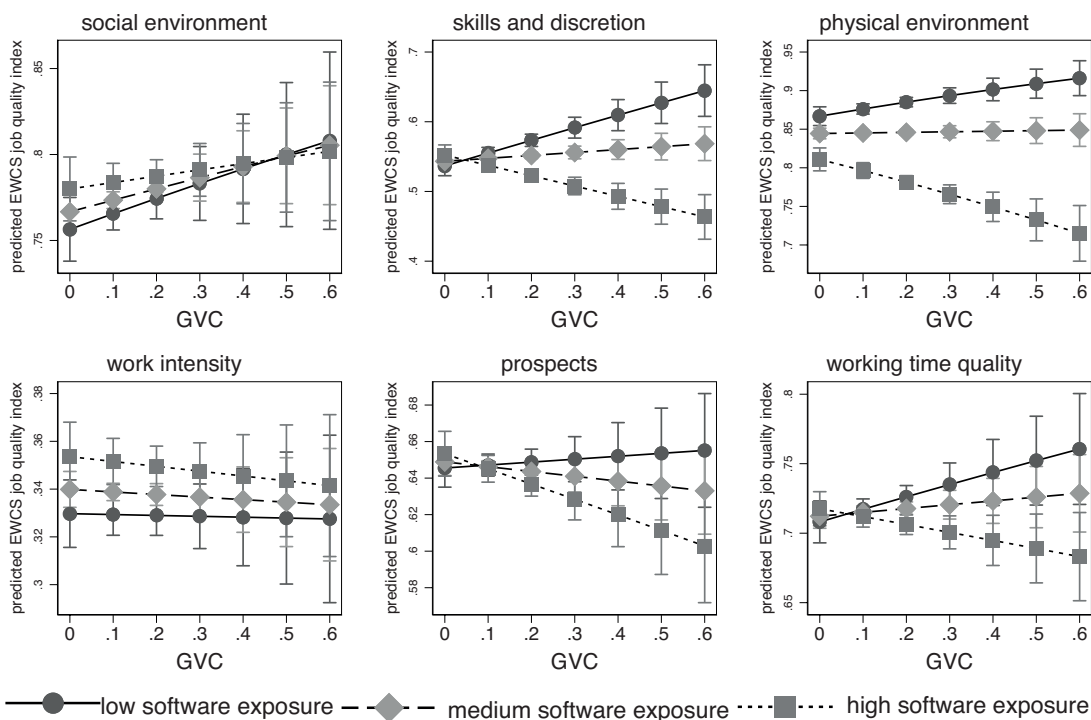 social environment
predicted EWCS job quality index
.85
.8
.75
0 .1 .2 .3 .4 .5 .6
GVC
skills and discretion
predicted EWCS job quality index
.7
.6
.5
.4
0 .1 .2 .3 .4 .5 .6
GVC
physical environment
predicted EWCS job quality index
.95
.9
.85
.8
.75
.7
0 .1 .2 .3 .4 .5 .6
GVC
work intensity
predicted EWCS job quality index
.38
.36
.34
.32
.3
0 .1 .2 .3 .4 .5 .6
GVC
prospects
predicted EWCS job quality index
.68
.66
.64
.62
.6
.58
0 .1 .2 .3 .4 .5 .6
GVC
working time quality
predicted EWCS job quality index
.8
.75
.7
.65
0 .1 .2 .3 .4 .5 .6
GVC
low software exposure medium software exposure high software exposure